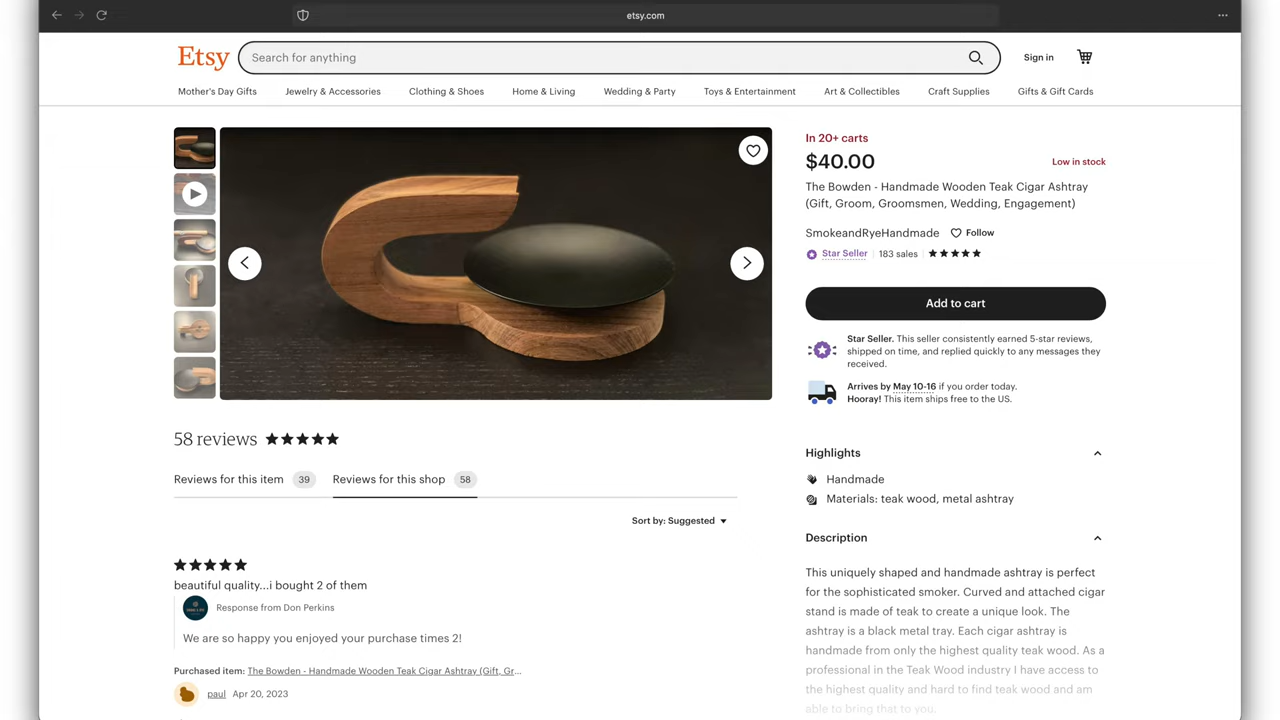 etsy.com
Etsy
Search for anything
Sign in
Mother's Day Gifts
Jewelry & Accessories
Clothing & Shoes
Home & Living
Wedding & Party
Toys & Entertainment
Art & Collectibles
Craft Supplies
Gifts & Gift Cards
In 20+ carts
$40.00
Low in stock
The Bowden - Handmade Wooden Teak Cigar Ashtray
(Gift, Groom, Groomsmen, Wedding, Engagement)
SmokeandRyeHandmade
Follow
Star Seller
183 sales
Add to cart
Star Seller. This seller consistently earned 5-star reviews,
shipped on time, and replied quickly to any messages they
received.
Arrives by May 10-16 if you order today.
Hooray! This item ships free to the US.
58 reviews
Reviews for this item 39
Reviews for this shop 58
Sort by: Suggested
beautiful quality...i bought 2 of them
Response from Don Perkins
We are so happy you enjoyed your purchase times 2!
Purchased item: The Bowden - Handmade Wooden Teak Cigar Ashtray (Gift, Gr...
paul Apr 20, 2023
Highlights
Handmade
Materials: teak wood, metal ashtray
Description
This uniquely shaped and handmade ashtray is perfect
for the sophisticated smoker. Curved and attached cigar
stand is made of teak to create a unique look. The
ashtray is a black metal tray. Each cigar ashtray is
handmade from only the highest quality teak wood. As a
professional in the Teak Wood industry I have access to
the highest quality and hard to find teak wood and am
able to bring that to you.